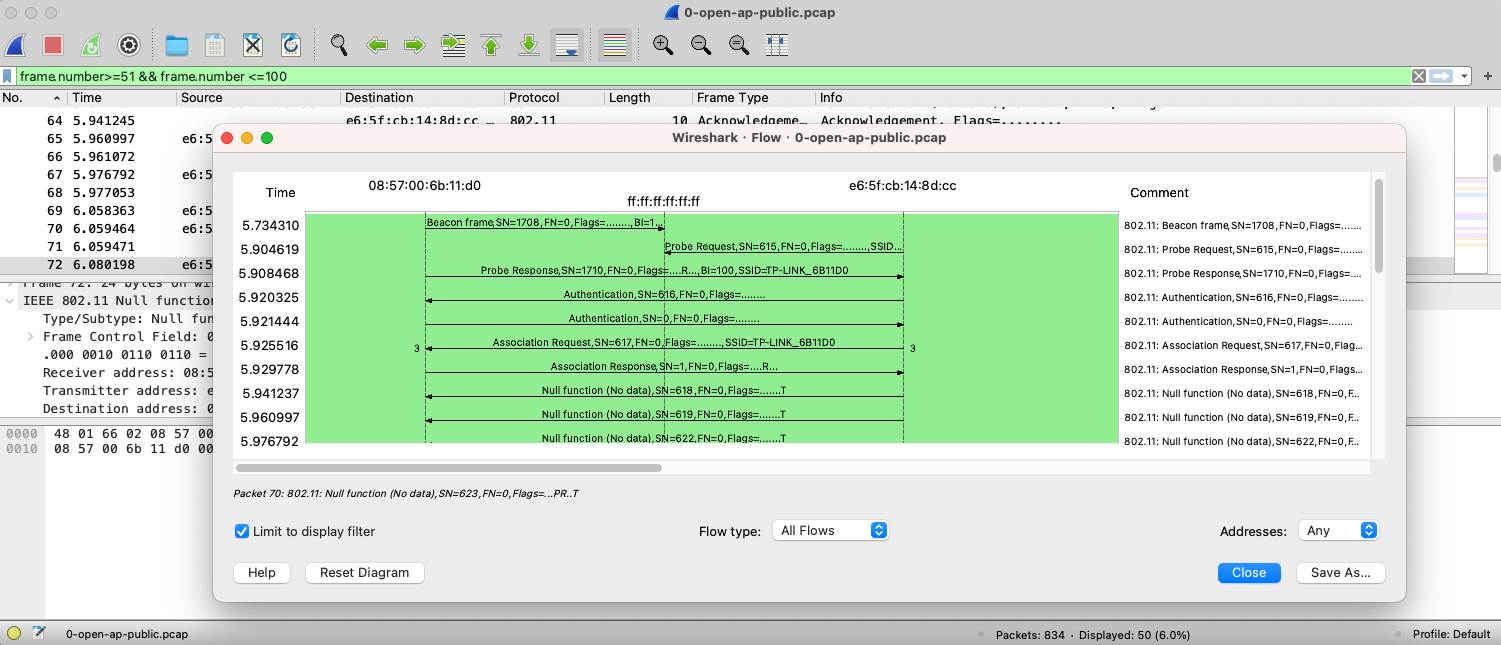 0-open-ap-public.pcap
frame.number>=51 && frame.number <=100
No. Time Source Destination Protocol Length Frame Type Info
64 5.941245 e6:5f:cb:14:8d:cc … 802.11 10 Acknowledgeme… Acknowledgement, Flags=........
65 5.960997 e6:5
66 5.961072
67 5.976792 e6:5
68 5.977053
69 6.058363 e6:5
70 6.059464 e6:5
71 6.059471
72 6.080198 e6:5
Frame 72: 24 bytes on wi
IEEE 802.11 Null function
Type/Subtype: Null fun
Frame Control Field: 0
.000 0010 0110 0110 =
Receiver address: 08:5
Transmitter address: e
Destination address: 0
0000 48 01 66 02 08 57 00
0010 08 57 00 6b 11 d0 00
Wireshark · Flow · 0-open-ap-public.pcap
Time 08:57:00:6b:11:d0 ff:ff:ff:ff:ff:ff e6:5f:cb:14:8d:cc Comment
5.734310 Beacon frame,SN=1708,FN=0,Flags=........,BI=1… 802.11: Beacon frame,SN=1708,FN=0,Flags=.…...
5.904619 Probe Request,SN=615,FN=0,Flags=........,SSID… 802.11: Probe Request,SN=615,FN=0,Flags=.…...
5.908468 Probe Response,SN=1710,FN=0,Flags=....R...,BI=100,SSID=TP-LINK_6B11D0 802.11: Probe Response,SN=1710,FN=0,Flags=…
5.920325 Authentication,SN=616,FN=0,Flags=........ 802.11: Authentication,SN=616,FN=0,Flags=........
5.921444 Authentication,SN=0,FN=0,Flags=........ 802.11: Authentication,SN=0,FN=0,Flags=........
5.925516 3 Association Request,SN=617,FN=0,Flags=........,SSID=TP-LINK_6B11D0 3 802.11: Association Request,SN=617,FN=0,Flag…
5.929778 Association Response,SN=1,FN=0,Flags=....R... 802.11: Association Response,SN=1,FN=0,Flags…
5.941237 Null function (No data),SN=618,FN=0,Flags=.......T 802.11: Null function (No data),SN=618,FN=0,F…
5.960997 Null function (No data),SN=619,FN=0,Flags=.......T 802.11: Null function (No data),SN=619,FN=0,F…
5.976792 Null function (No data),SN=622,FN=0,Flags=.......T 802.11: Null function (No data),SN=622,FN=0,F…
Packet 70: 802.11: Null function (No data),SN=623,FN=0,Flags=...PR..T
Limit to display filter Flow type: All Flows Addresses: Any
Help Reset Diagram Close Save As…
0-open-ap-public.pcap Packets: 834 · Displayed: 50 (6.0%) Profile: Default